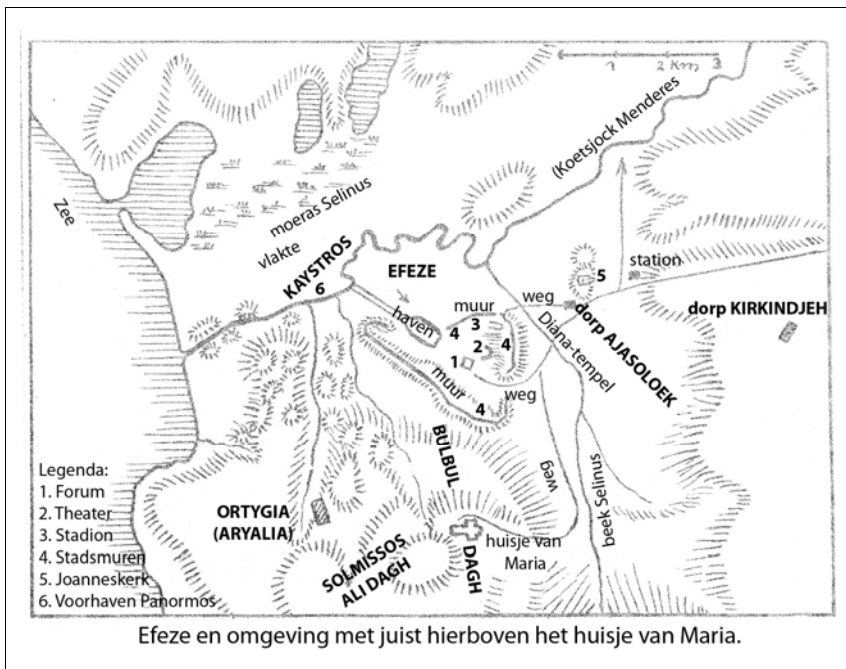 1 2 Km 3
(Koetsjock Menderes
Zee
moeras Selinus
vlakte
KAYSTROS
6
EFEZE
haven
muur
weg
station
5
dorp KIRKINDJEH
dorp AJASOLOEK
Diana-tempel
4
3
2
4
1
muur
4
weg
BULBUL
weg
beek Selinus
Legenda:
1. Forum
2. Theater
3. Stadion
4. Stadsmuren
5. Joanneskerk
6. Voorhaven Panormos
ORTYGIA
(ARYALIA)
SOLMISSOS
ALI DAGH
DAGH
huisje van
Maria
Efeze en omgeving met juist hierboven het huisje van Maria.